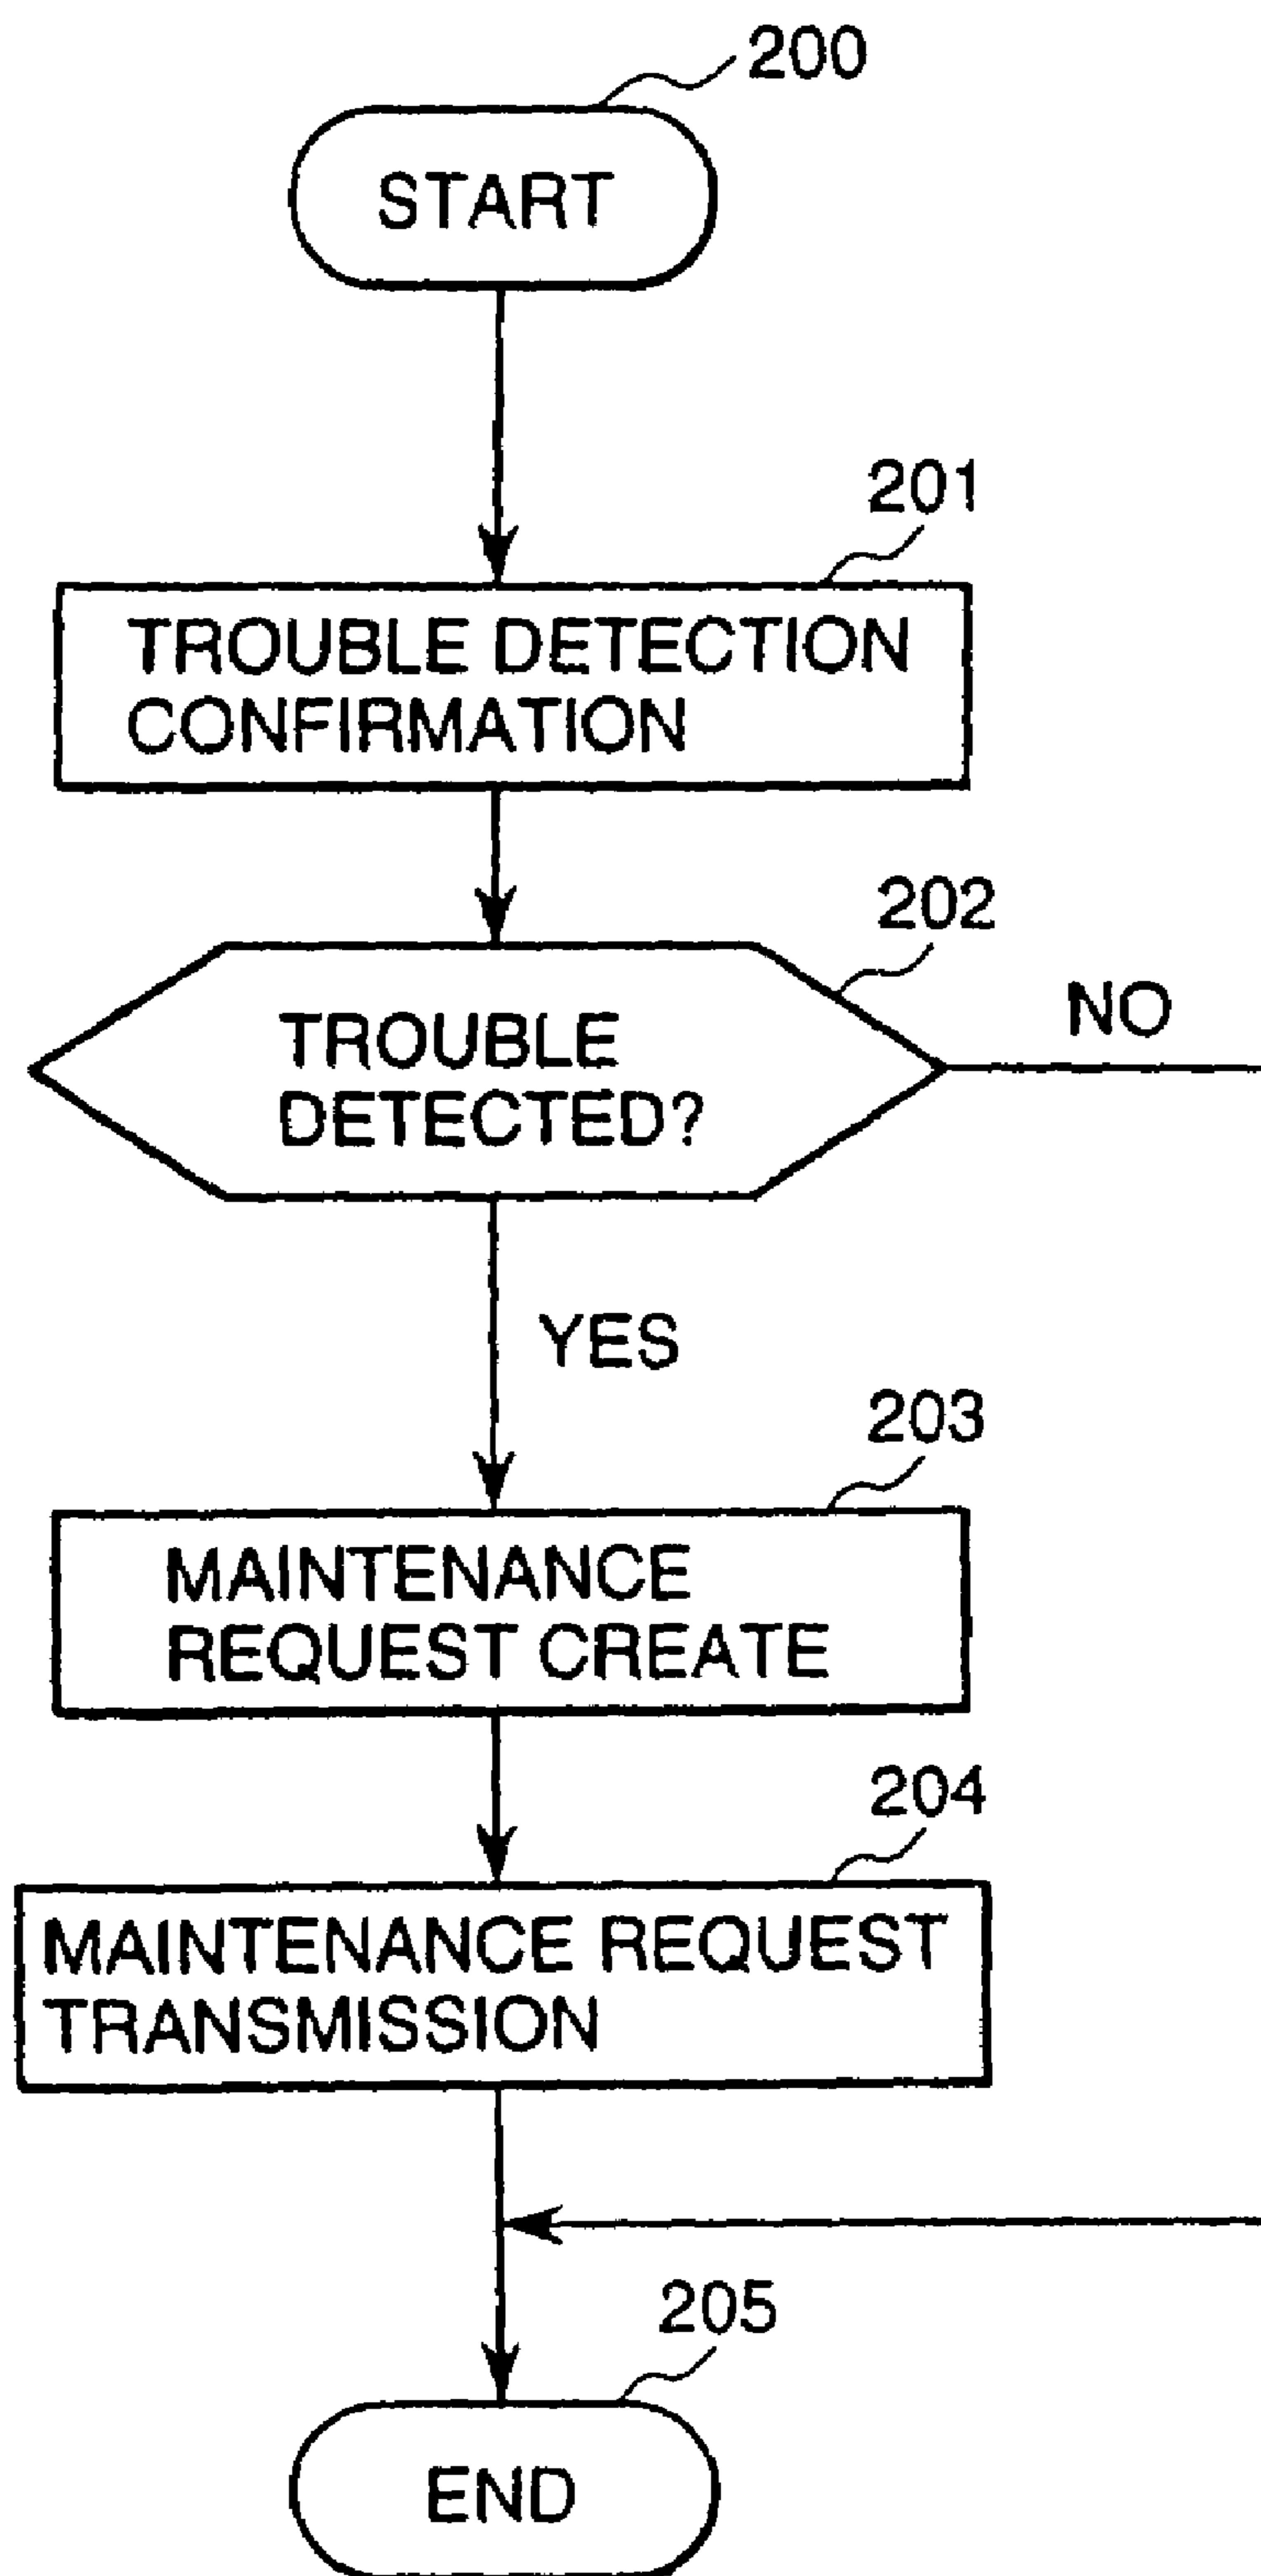 200
START
201
TROUBLE DETECTION
CONFIRMATION
202
NO
TROUBLE
DETECTED?
YES
203
MAINTENANCE
REQUEST CREATE
204
MAINTENANCE REQUEST
TRANSMISSION
205
END